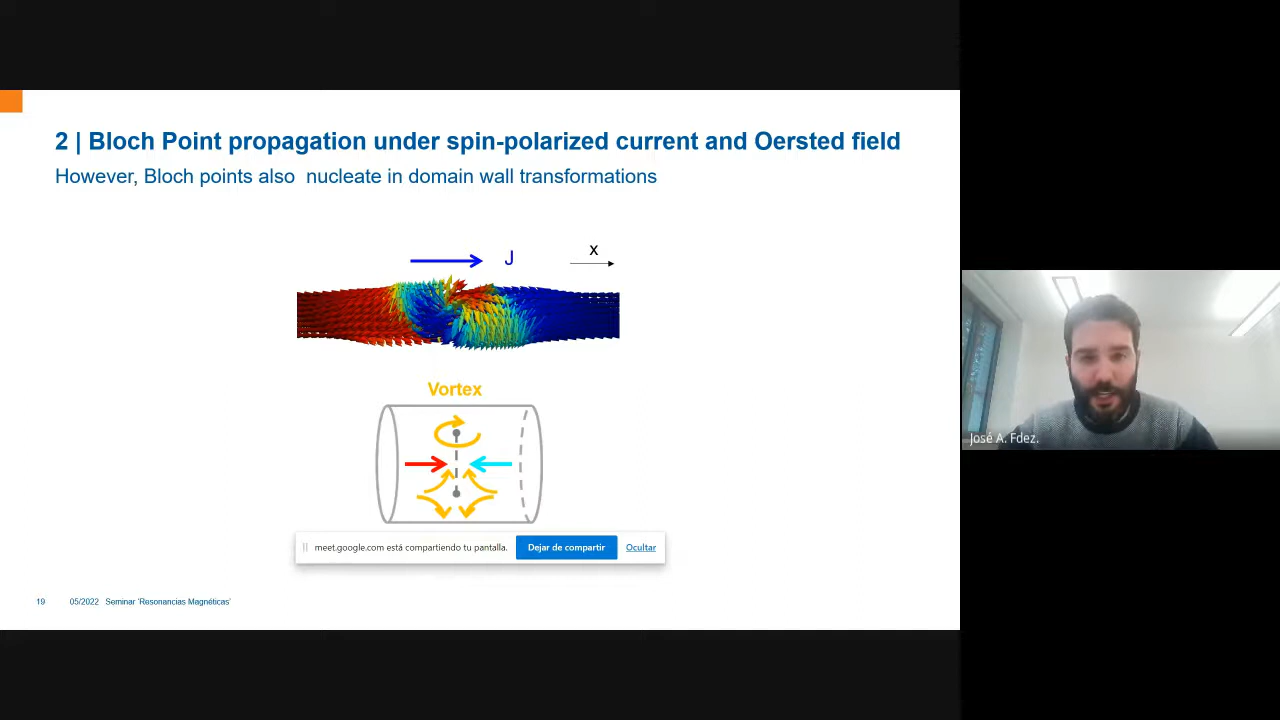 2 | Bloch Point propagation under spin-polarized current and Oersted field
However, Bloch points also nucleate in domain wall transformations
J
x
Vortex
meet.google.com está compartiendo tu pantalla.
Dejar de compartir
Ocultar
19 05/2022 Seminar 'Resonancias Magnéticas'
José A. Fdez.